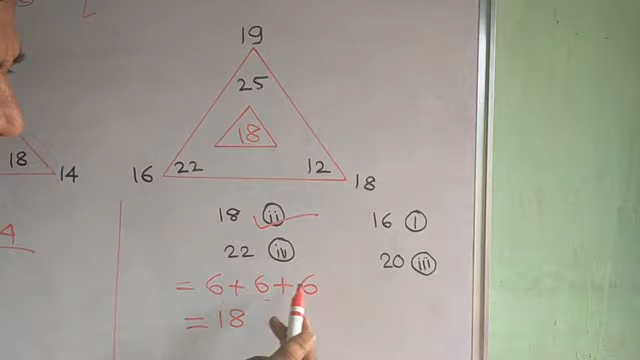 19
25
18
18
22
12
14
16
18
18 (ii)
16 (i)
4
22 (iv)
20 (iii)
= 6 + 6 + 6
= 18